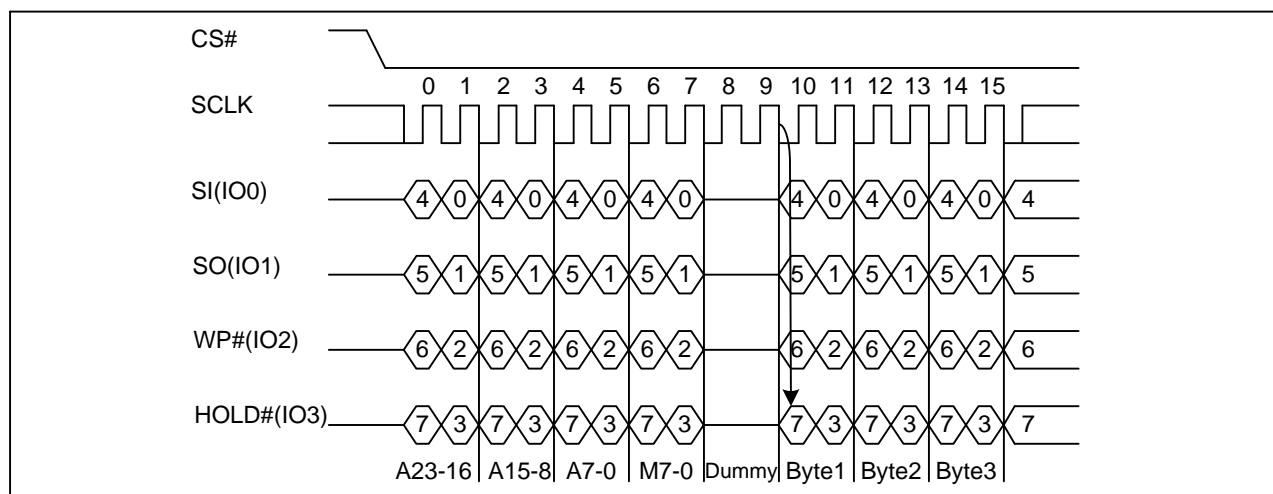 CS#
0 1 2 3 4 5 6 7 8 9 10 11 12 13 14 15
SCLK
SI(IO0) 4 0 4 0 4 0 4 0 4 0 4 0 4 0 4
SO(IO1) 5 1 5 1 5 1 5 1 5 1 5 1 5 1 5
WP#(IO2) 6 2 6 2 6 2 6 2 6 2 6 2 6 2 6
HOLD#(IO3) 7 3 7 3 7 3 7 3 7 3 7 3 7 3 7
A23-16 A15-8 A7-0 M7-0 Dummy Byte1 Byte2 Byte3